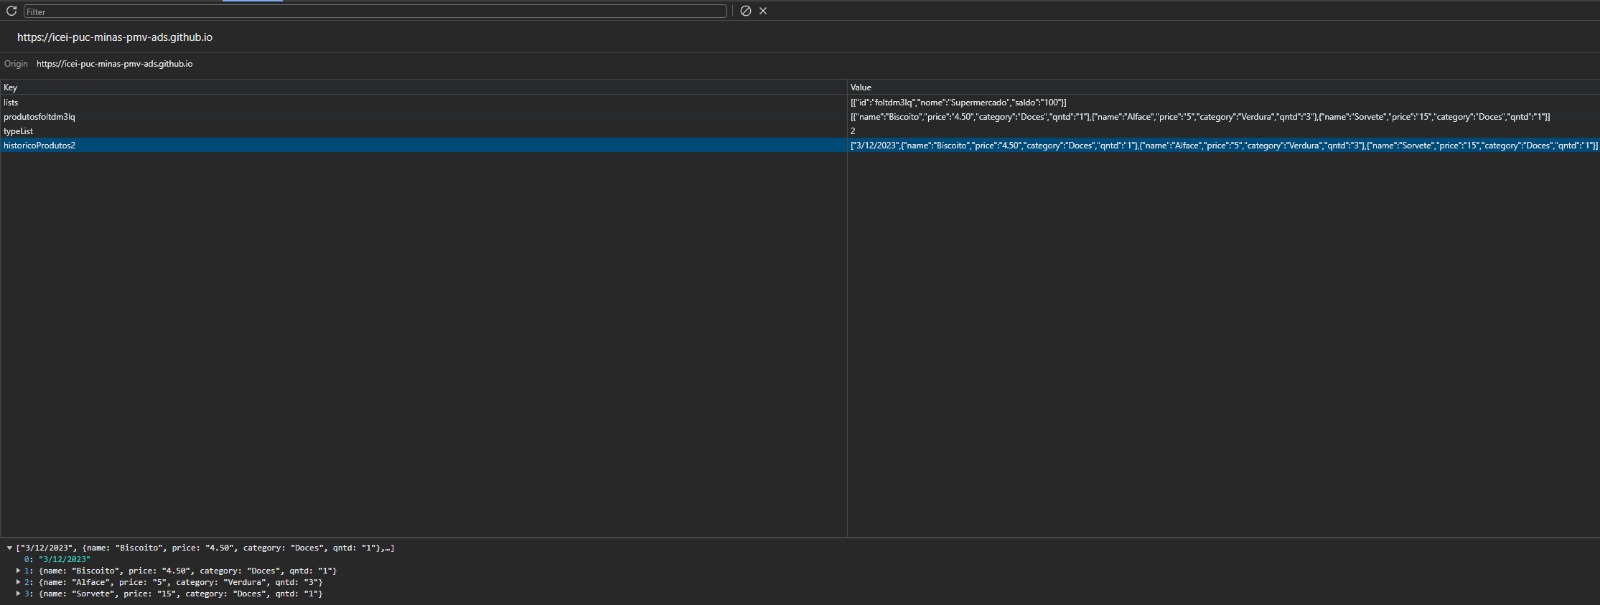 Filter
https://icei-puc-minas-pmv-ads.github.io
Origin https://icei-puc-minas-pmv-ads.github.io
Key Value
lists [{"id":"foltdm3lq","nome":"Supermercado","saldo":"100"}]
produtosfoltdm3lq [{"name":"Biscoito","price":"4.50","category":"Doces","qntd":"1"},{"name":"Alface","price":"5","category":"Verdura","qntd":"3"},{"name":"Sorvete","price":"15","category":"Doces","qntd":"1"}]
typeList 2
historicoProdutos2 ["3/12/2023",{"name":"Biscoito","price":"4.50","category":"Doces","qntd":"1"},{"name":"Alface","price":"5","category":"Verdura","qntd":"3"},{"name":"Sorvete","price":"15","category":"Doces","qntd":"1"}]
["3/12/2023", {name: "Biscoito", price: "4.50", category: "Doces", qntd: "1"},…]
0: "3/12/2023"
1: {name: "Biscoito", price: "4.50", category: "Doces", qntd: "1"}
2: {name: "Alface", price: "5", category: "Verdura", qntd: "3"}
3: {name: "Sorvete", price: "15", category: "Doces", qntd: "1"}